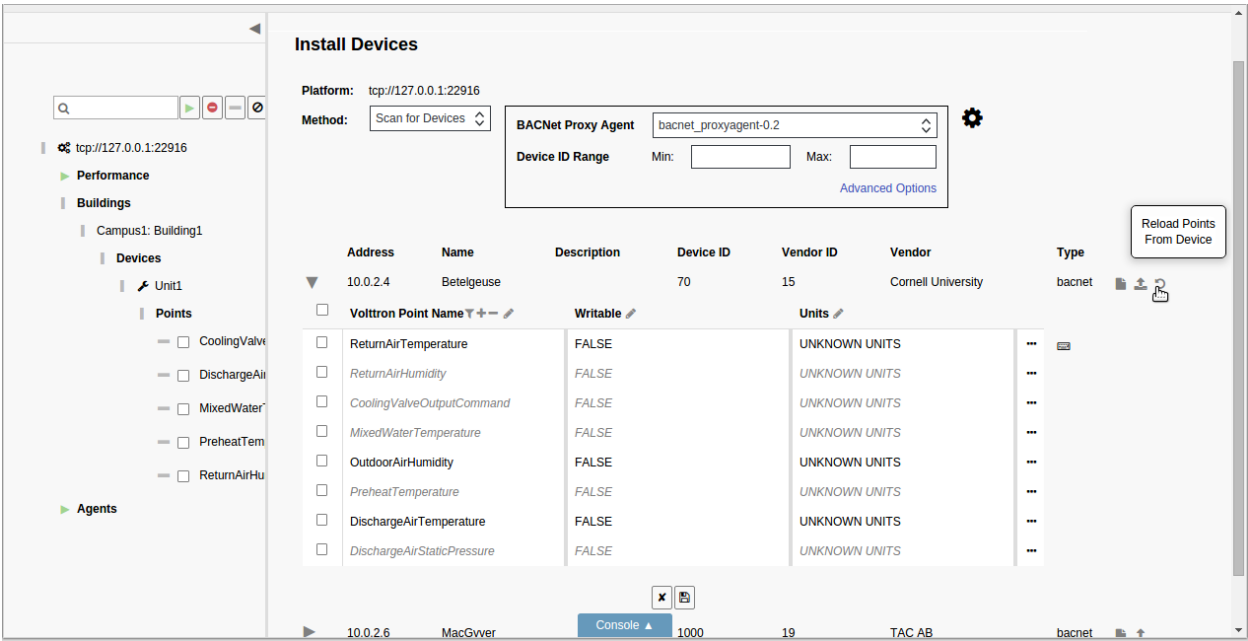 Install Devices
Platform: tcp://127.0.0.1:22916
Method: Scan for Devices
BACNet Proxy Agent bacnet_proxyagent-0.2
Device ID Range Min: Max:
Advanced Options
tcp://127.0.0.1:22916
Performance
Buildings
Campus1: Building1
Devices
Unit1
Points
CoolingValve
DischargeAi
MixedWater
PreheatTem
ReturnAirHu
Agents
Reload Points
From Device
Address Name Description Device ID Vendor ID Vendor Type
10.0.2.4 Betelgeuse 70 15 Cornell University bacnet
Volttron Point Name Writable Units
ReturnAirTemperature FALSE UNKNOWN UNITS
ReturnAirHumidity FALSE UNKNOWN UNITS
CoolingValveOutputCommand FALSE UNKNOWN UNITS
MixedWaterTemperature FALSE UNKNOWN UNITS
OutdoorAirHumidity FALSE UNKNOWN UNITS
PreheatTemperature FALSE UNKNOWN UNITS
DischargeAirTemperature FALSE UNKNOWN UNITS
DischargeAirStaticPressure FALSE UNKNOWN UNITS
Console ▲
10.0.2.6 MacGyver 1000 19 TAC AB bacnet